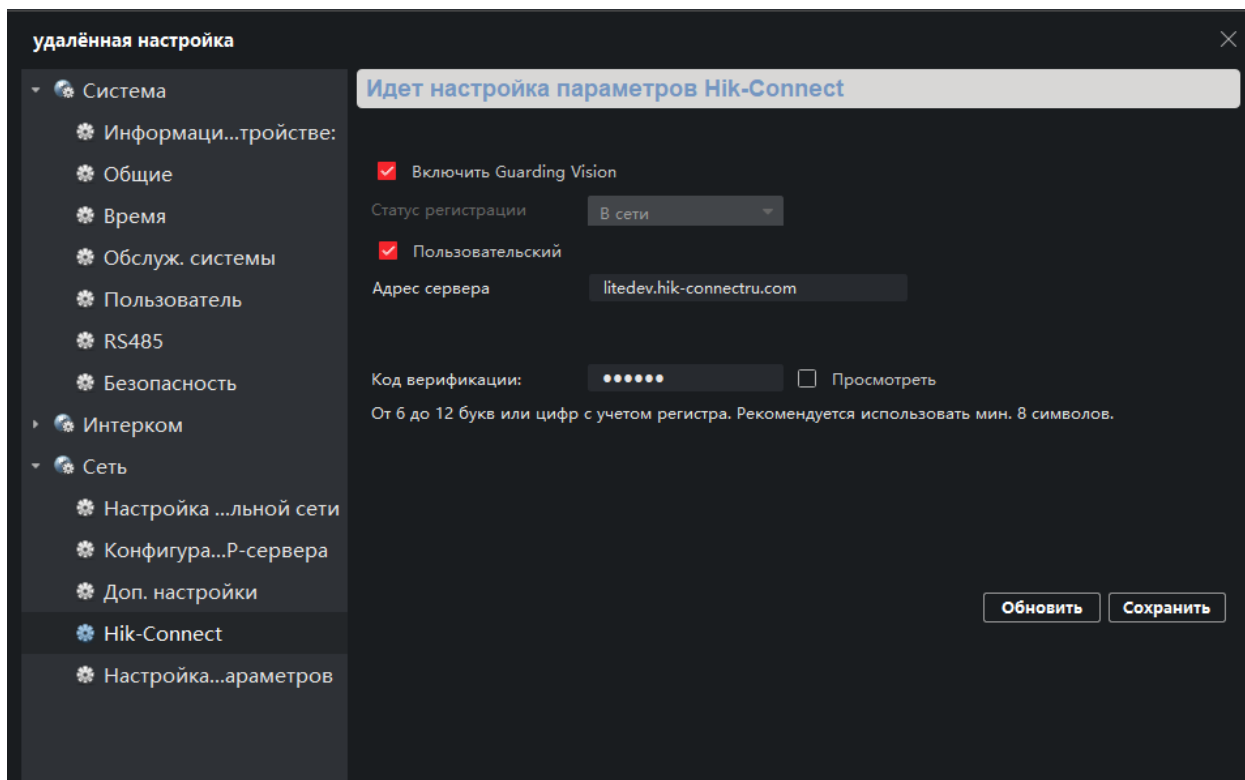 удалённая настройка
Система
Информаци...тройстве:
Общие
Время
Обслуж. системы
Пользователь
RS485
Безопасность
Интерком
Сеть
Настройка ...льной сети
Конфигура...P-сервера
Доп. настройки
Hik-Connect
Настройка...араметров
Идет настройка параметров Hik-Connect
Включить Guarding Vision
Статус регистрации В сети
Пользовательский
Адрес сервера litedev.hik-connectru.com
Код верификации: •••••• Просмотреть
От 6 до 12 букв или цифр с учетом регистра. Рекомендуется использовать мин. 8 символов.
Обновить Сохранить